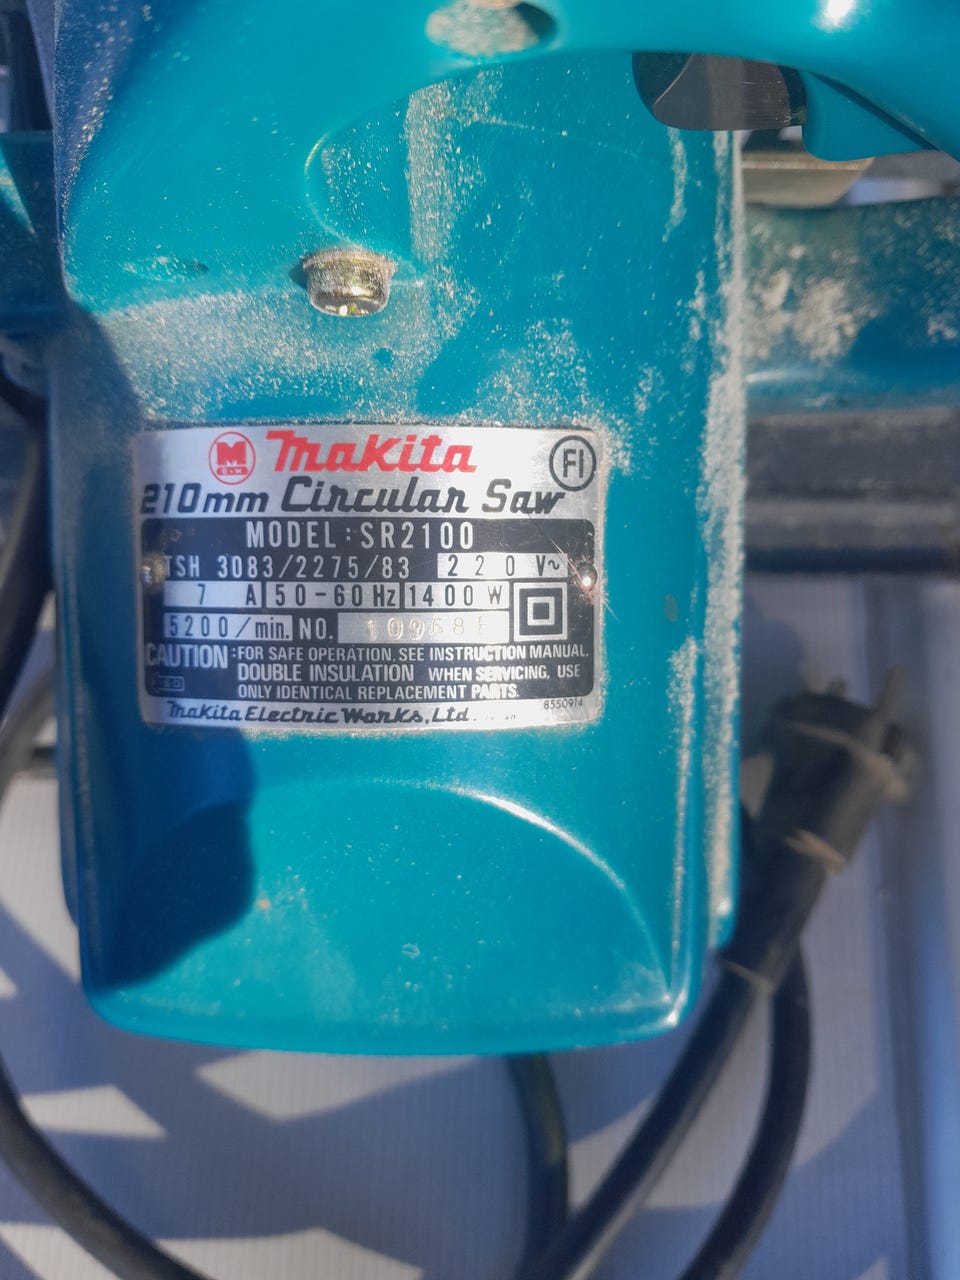 M
E·W
Makita
FI
210mm Circular Saw
MODEL:SR2100
TSH 3083/2275/83 220 V~
7 A 50-60Hz 1400 W
5200/min. NO.
CAUTION:FOR SAFE OPERATION, SEE INSTRUCTION MANUAL.
DOUBLE INSULATION WHEN SERVICING, USE
ONLY IDENTICAL REPLACEMENT PARTS.
Makita Electric Works, Ltd.
8550914